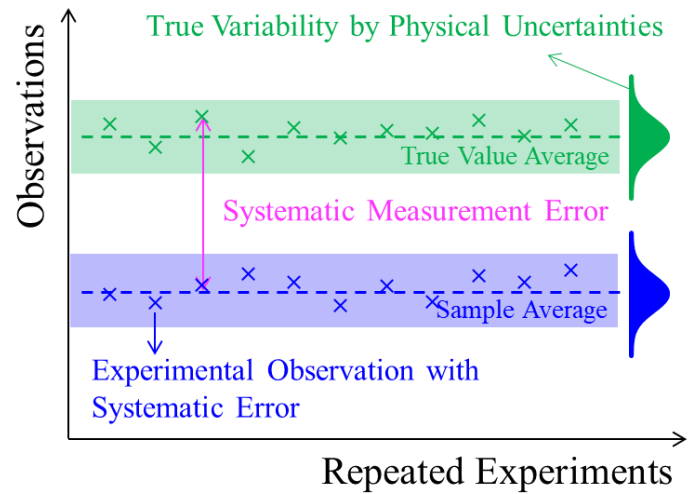 True Variability by Physical Uncertainties
Observations
True Value Average
Systematic Measurement Error
Sample Average
Experimental Observation with
Systematic Error
Repeated Experiments